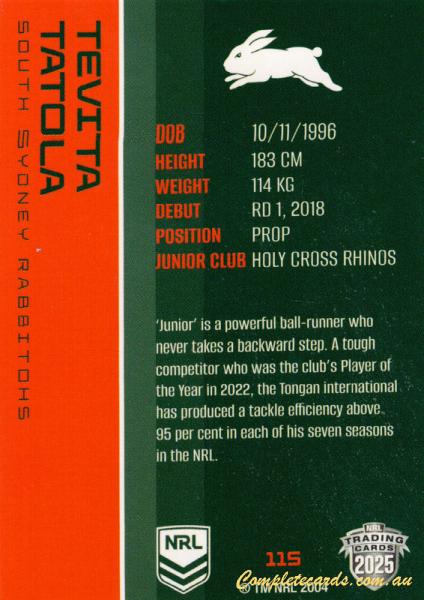 TEVITA
TATOLA
SOUTH SYDNEY RABBITOHS
DOB 10/11/1996
HEIGHT 183 CM
WEIGHT 114 KG
DEBUT RD 1, 2018
POSITION PROP
JUNIOR CLUB HOLY CROSS RHINOS
'Junior' is a powerful ball-runner who
never takes a backward step. A tough
competitor who was the club's Player of
the Year in 2022, the Tongan international
has produced a tackle efficiency above
95 per cent in each of his seven seasons
in the NRL.
NRL
115
NRL
TRADING
CARDS
2025
Completecards.com.au
® TM NRL 2004